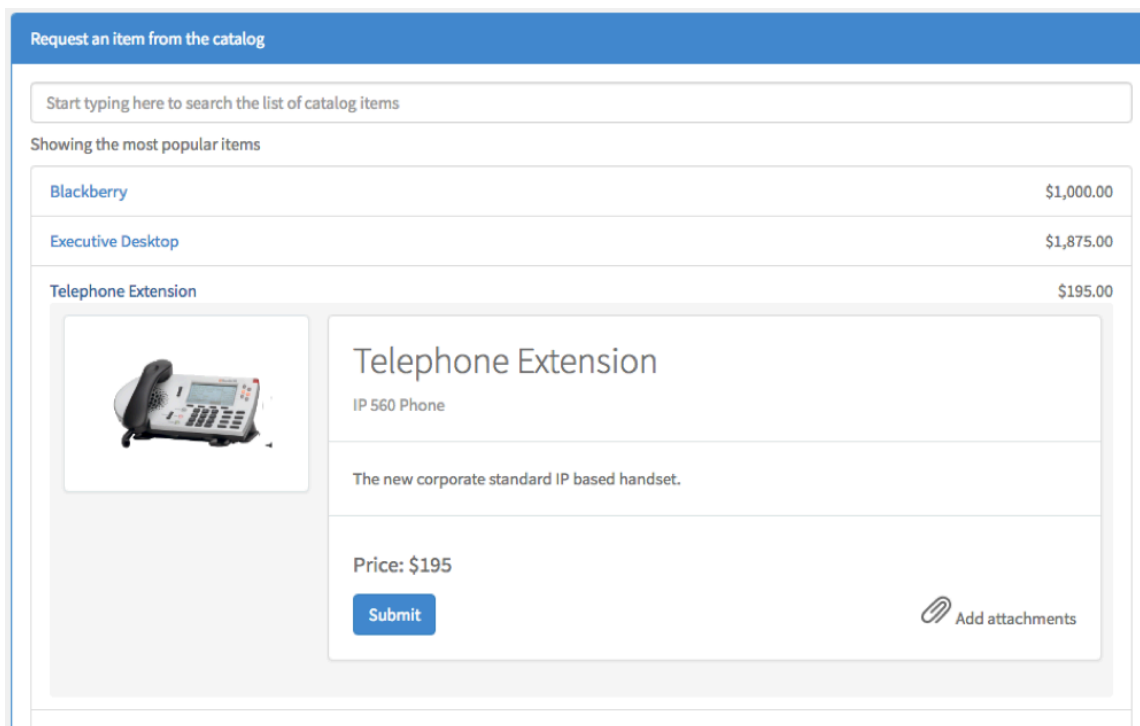 Request an item from the catalog
Start typing here to search the list of catalog items
Showing the most popular items
Blackberry $1,000.00
Executive Desktop $1,875.00
Telephone Extension $195.00
Telephone Extension
IP 560 Phone
The new corporate standard IP based handset.
Price: $195
Submit Add attachments